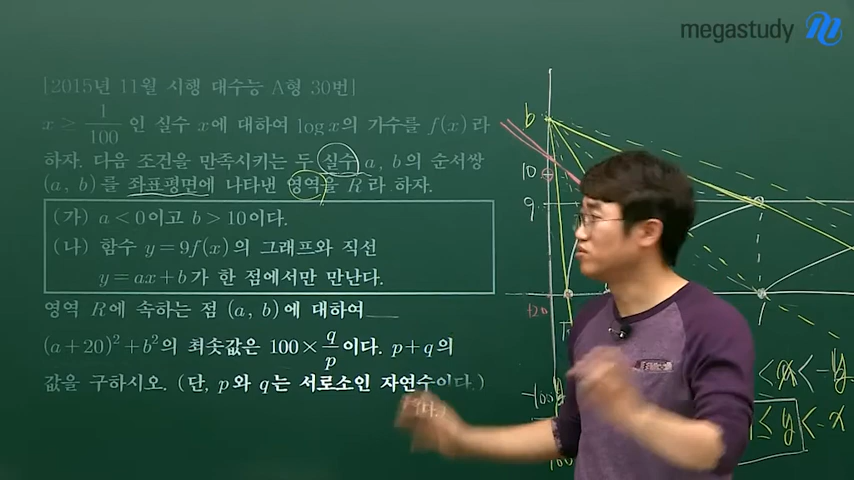 megastudy
[2015년 11월 시행 대수능 A형 30번]
x ≥ 1/100 인 실수 x에 대하여 log x의 가수를 f(x) 라
하자. 다음 조건을 만족시키는 두 실수 a, b의 순서쌍
(a, b)를 좌표평면에 나타낸 영역을 R라 하자.
(가) a < 0이고 b > 10이다.
(나) 함수 y = 9f(x)의 그래프와 직선
y = ax + b가 한 점에서만 만난다.
영역 R에 속하는 점 (a, b)에 대하여
(a + 20)² + b²의 최솟값은 100 × q/p 이다. p + q의
값을 구하시오. (단, p와 q는 서로소인 자연수이다.)
b
10
9
1